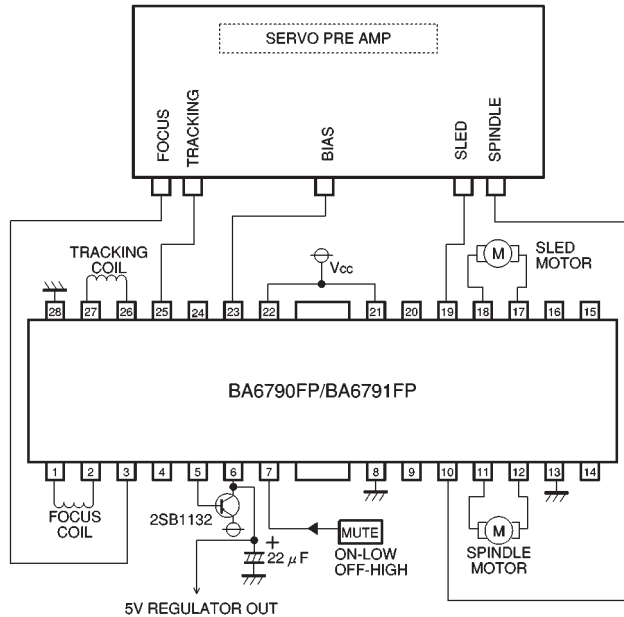 SERVO PRE AMP
FOCUS
TRACKING
BIAS
SLED
SPINDLE
TRACKING
COIL
Vcc
M
SLED
MOTOR
28 27 26 25 24 23 22 21 20 19 18 17 16 15
BA6790FP/BA6791FP
1 2 3 4 5 6 7 8 9 10 11 12 13 14
FOCUS
COIL
2SB1132
+
22 μF
MUTE
ON-LOW
OFF-HIGH
M
SPINDLE
MOTOR
5V REGULATOR OUT